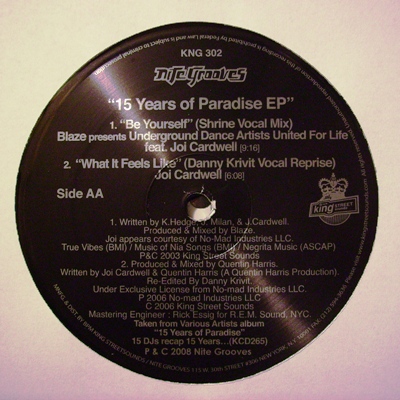 KNG 302
nite grooves
"15 Years of Paradise EP"
1. "Be Yourself" (Shrine Vocal Mix)
Blaze presents Underground Dance Artists United For Life
feat. Joi Cardwell [9:16]
2. "What It Feels Like" (Danny Krivit Vocal Reprise)
Joi Cardwell [6:06]
Side AA
king STREET
1. Written by K.Hedge, J. Milan, & J.Cardwell.
Produced & Mixed by Blaze.
Joi appears courtesy of No-Mad Industries LLC.
True Vibes (BMI) / Music of Nia Songs (BMI) / Negrita Music (ASCAP)
P&C 2003 King Street Sounds
2. Produced & Mixed by Quentin Harris.
Written by Joi Cardwell & Quentin Harris (A Quentin Harris Production).
Re-Edited By Danny Krivit.
Under Exclusive License from No-mad Industries LLC.
P 2006 No-mad Industries LLC
C 2006 King Street Sounds
Mastering Engineer : Rick Essig for R.E.M. Sound, NYC.
Taken from Various Artists album
"15 Years of Paradise"
15 DJs recap 15 Years...(KCD265)
P & C 2008 Nite Grooves